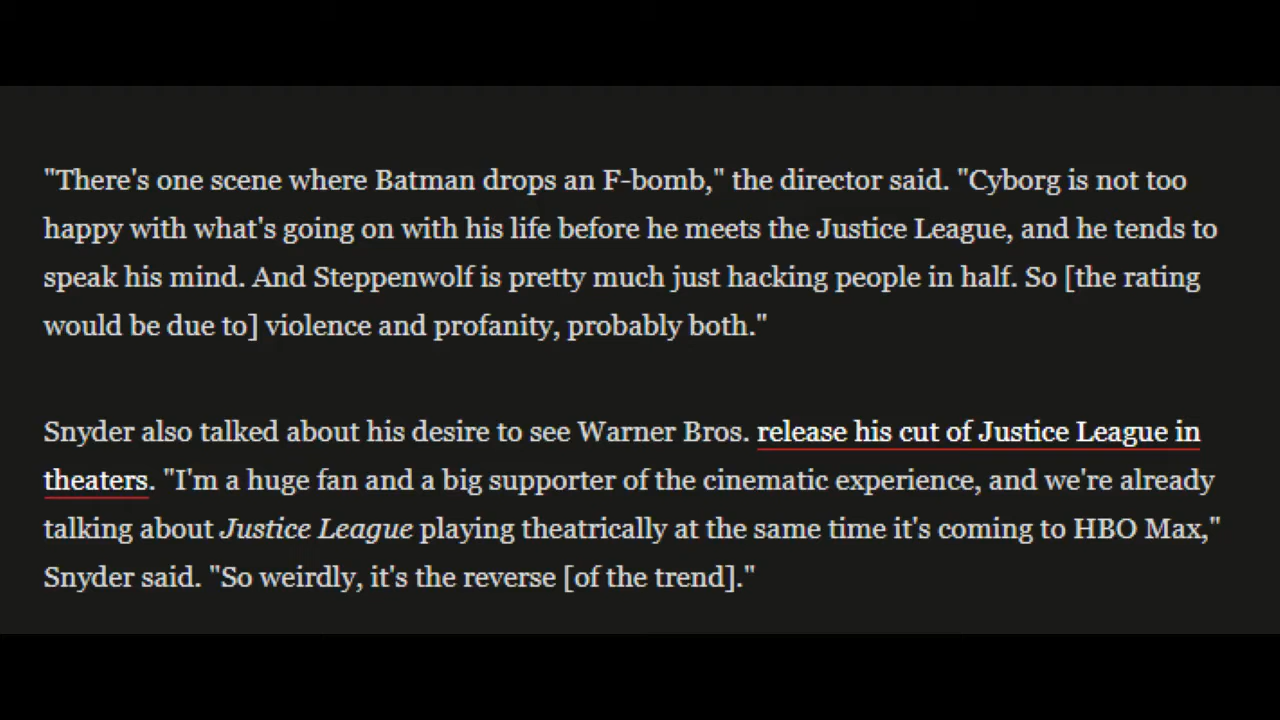 "There's one scene where Batman drops an F-bomb," the director said. "Cyborg is not too
happy with what's going on with his life before he meets the Justice League, and he tends to
speak his mind. And Steppenwolf is pretty much just hacking people in half. So [the rating
would be due to] violence and profanity, probably both."
Snyder also talked about his desire to see Warner Bros. release his cut of Justice League in
theaters. "I'm a huge fan and a big supporter of the cinematic experience, and we're already
talking about Justice League playing theatrically at the same time it's coming to HBO Max,"
Snyder said. "So weirdly, it's the reverse [of the trend]."